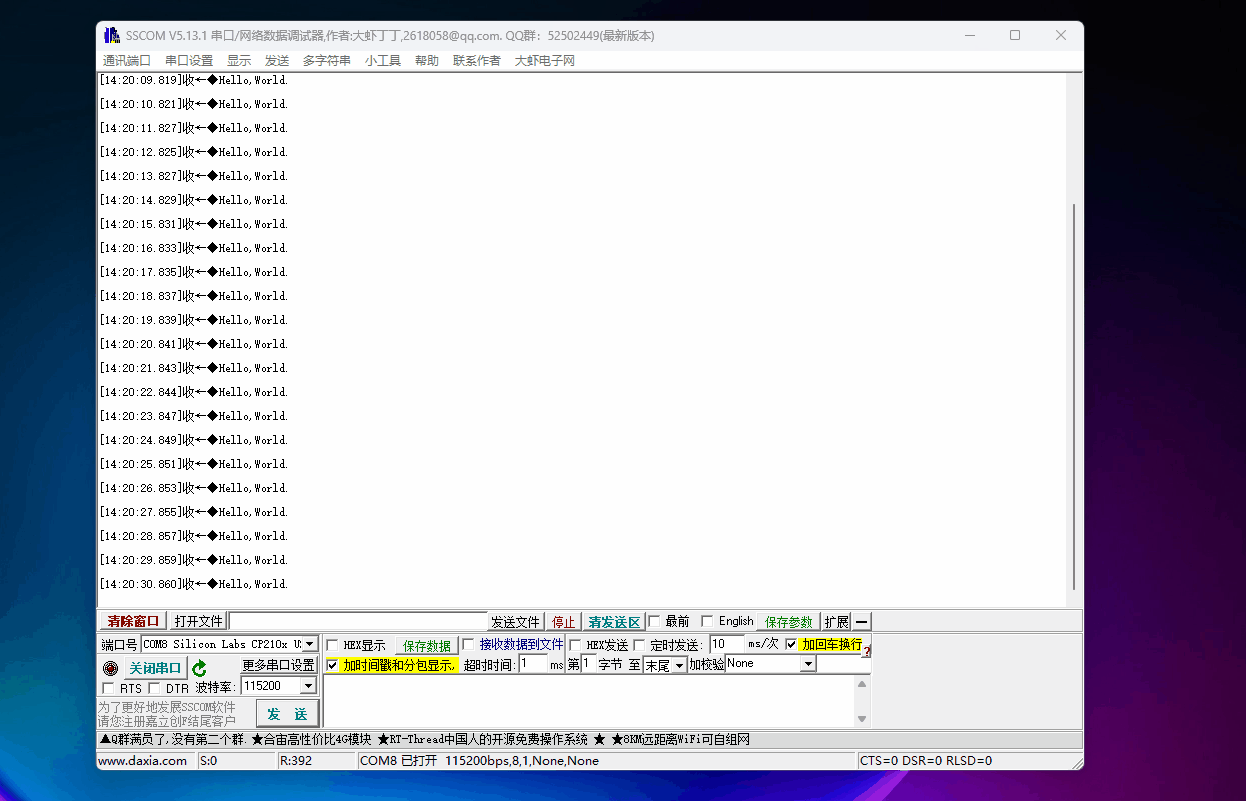 SSCOM V5.13.1 串口/网络数据调试器,作者:大虾丁丁,2618058@qq.com. QQ群：52502449(最新版本)
通讯端口 串口设置 显示 发送 多字符串 小工具 帮助 联系作者 大虾电子网
[14:20:09.819]收←◆Hello,World.
[14:20:10.821]收←◆Hello,World.
[14:20:11.827]收←◆Hello,World.
[14:20:12.825]收←◆Hello,World.
[14:20:13.827]收←◆Hello,World.
[14:20:14.829]收←◆Hello,World.
[14:20:15.831]收←◆Hello,World.
[14:20:16.833]收←◆Hello,World.
[14:20:17.835]收←◆Hello,World.
[14:20:18.837]收←◆Hello,World.
[14:20:19.839]收←◆Hello,World.
[14:20:20.841]收←◆Hello,World.
[14:20:21.843]收←◆Hello,World.
[14:20:22.844]收←◆Hello,World.
[14:20:23.847]收←◆Hello,World.
[14:20:24.849]收←◆Hello,World.
[14:20:25.851]收←◆Hello,World.
[14:20:26.853]收←◆Hello,World.
[14:20:27.855]收←◆Hello,World.
[14:20:28.857]收←◆Hello,World.
[14:20:29.859]收←◆Hello,World.
[14:20:30.860]收←◆Hello,World.
清除窗口 打开文件 发送文件 停止 清发送区 最前 English 保存参数 扩展 —
端口号 COM8 Silicon Labs CP210x HEX显示 保存数据 接收数据到文件 HEX发送 定时发送: 10 ms/次 加回车换行 ?
关闭串口 更多串口设置 加时间戳和分包显示, 超时时间: 1 ms 第 1 字节 至 末尾 加校验 None
RTS DTR 波特率: 115200
为了更好地发展SSCOM软件
请您注册嘉立创F结尾客户
发 送
▲Q群满员了,没有第二个群. ★合宙高性价比4G模块 ★RT-Thread中国人的开源免费操作系统 ★ ★8KM远距离WiFi可自组网
www.daxia.com S:0 R:392 COM8 已打开 115200bps,8,1,None,None CTS=0 DSR=0 RLSD=0